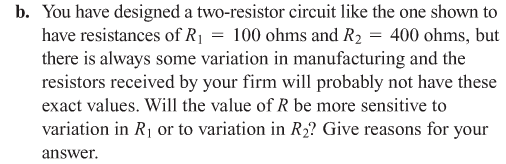 b. You have designed a two-resistor circuit like the one shown to
have resistances of R₁ = 100 ohms and R₂ = 400 ohms, but
there is always some variation in manufacturing and the
resistors received by your firm will probably not have these
exact values. Will the value of R be more sensitive to
variation in R₁ or to variation in R₂? Give reasons for your
answer.